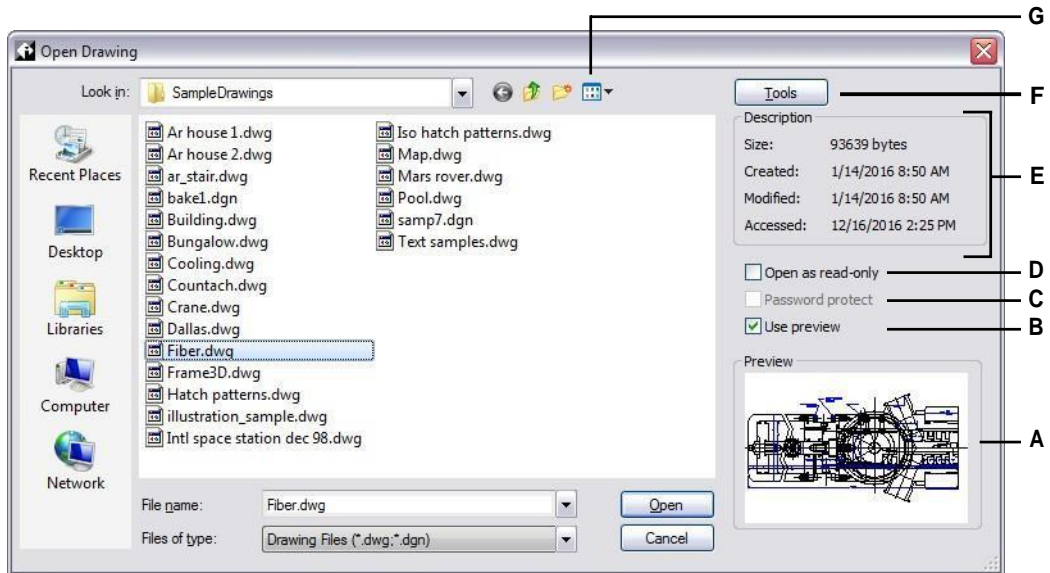 G
Open Drawing
Look in: SampleDrawings
Tools
F
Recent Places
Desktop
Libraries
Computer
Network
Ar house 1.dwg
Ar house 2.dwg
ar_stair.dwg
bake1.dgn
Building.dwg
Bungalow.dwg
Cooling.dwg
Countach.dwg
Crane.dwg
Dallas.dwg
Fiber.dwg
Frame3D.dwg
Hatch patterns.dwg
illustration_sample.dwg
Intl space station dec 98.dwg
Iso hatch patterns.dwg
Map.dwg
Mars rover.dwg
Pool.dwg
samp7.dgn
Text samples.dwg
Description
Size: 93639 bytes
Created: 1/14/2016 8:50 AM
Modified: 1/14/2016 8:50 AM
Accessed: 12/16/2016 2:25 PM
E
Open as read-only
D
Password protect
C
Use preview
B
Preview
A
File name: Fiber.dwg
Open
Files of type: Drawing Files (*.dwg;*.dgn)
Cancel